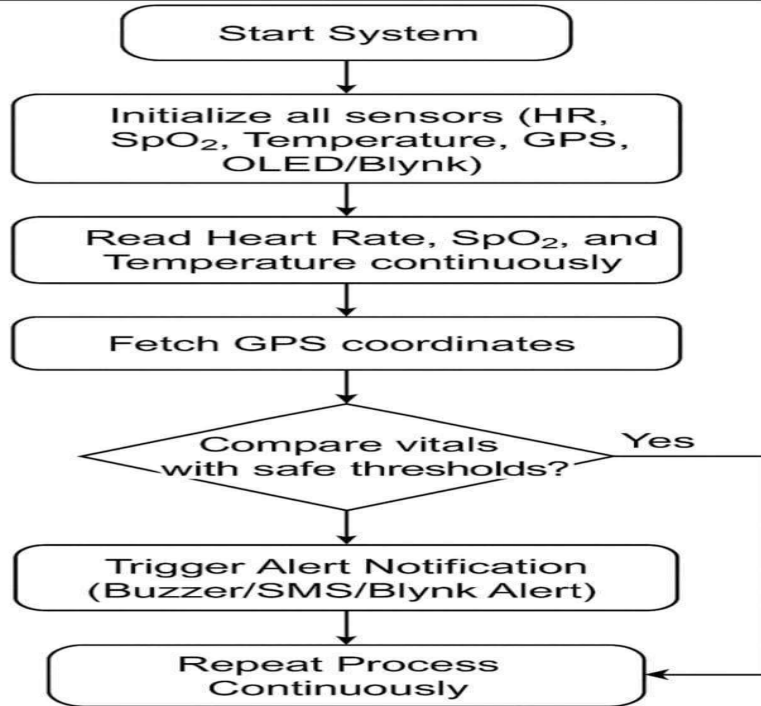 Start System
Initialize all sensors (HR,
SpO₂, Temperature, GPS,
OLED/Blynk)
Read Heart Rate, SpO₂, and
Temperature continuously
Fetch GPS coordinates
Compare vitals
with safe thresholds?
Yes
Trigger Alert Notification
(Buzzer/SMS/Blynk Alert)
Repeat Process
Continuously